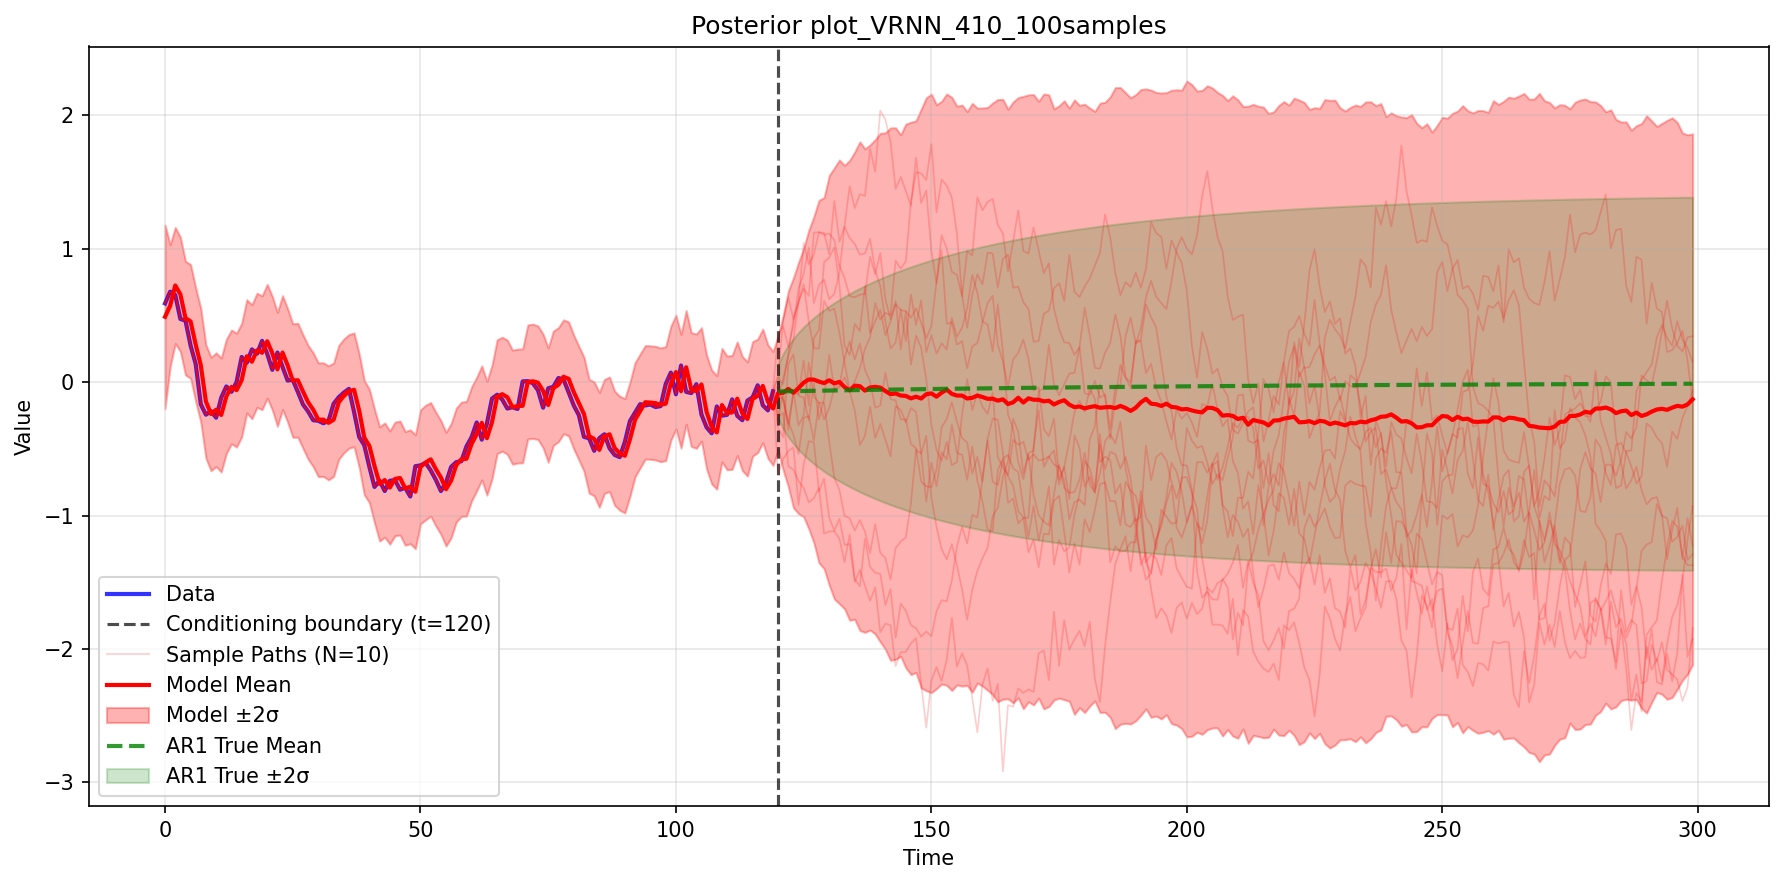 Posterior plot_VRNN_410_100samples
Value
2
1
0
−1
−2
−3
Data
Conditioning boundary (t=120)
Sample Paths (N=10)
Model Mean
Model ±2σ
AR1 True Mean
AR1 True ±2σ
0 50 100 150 200 250 300
Time